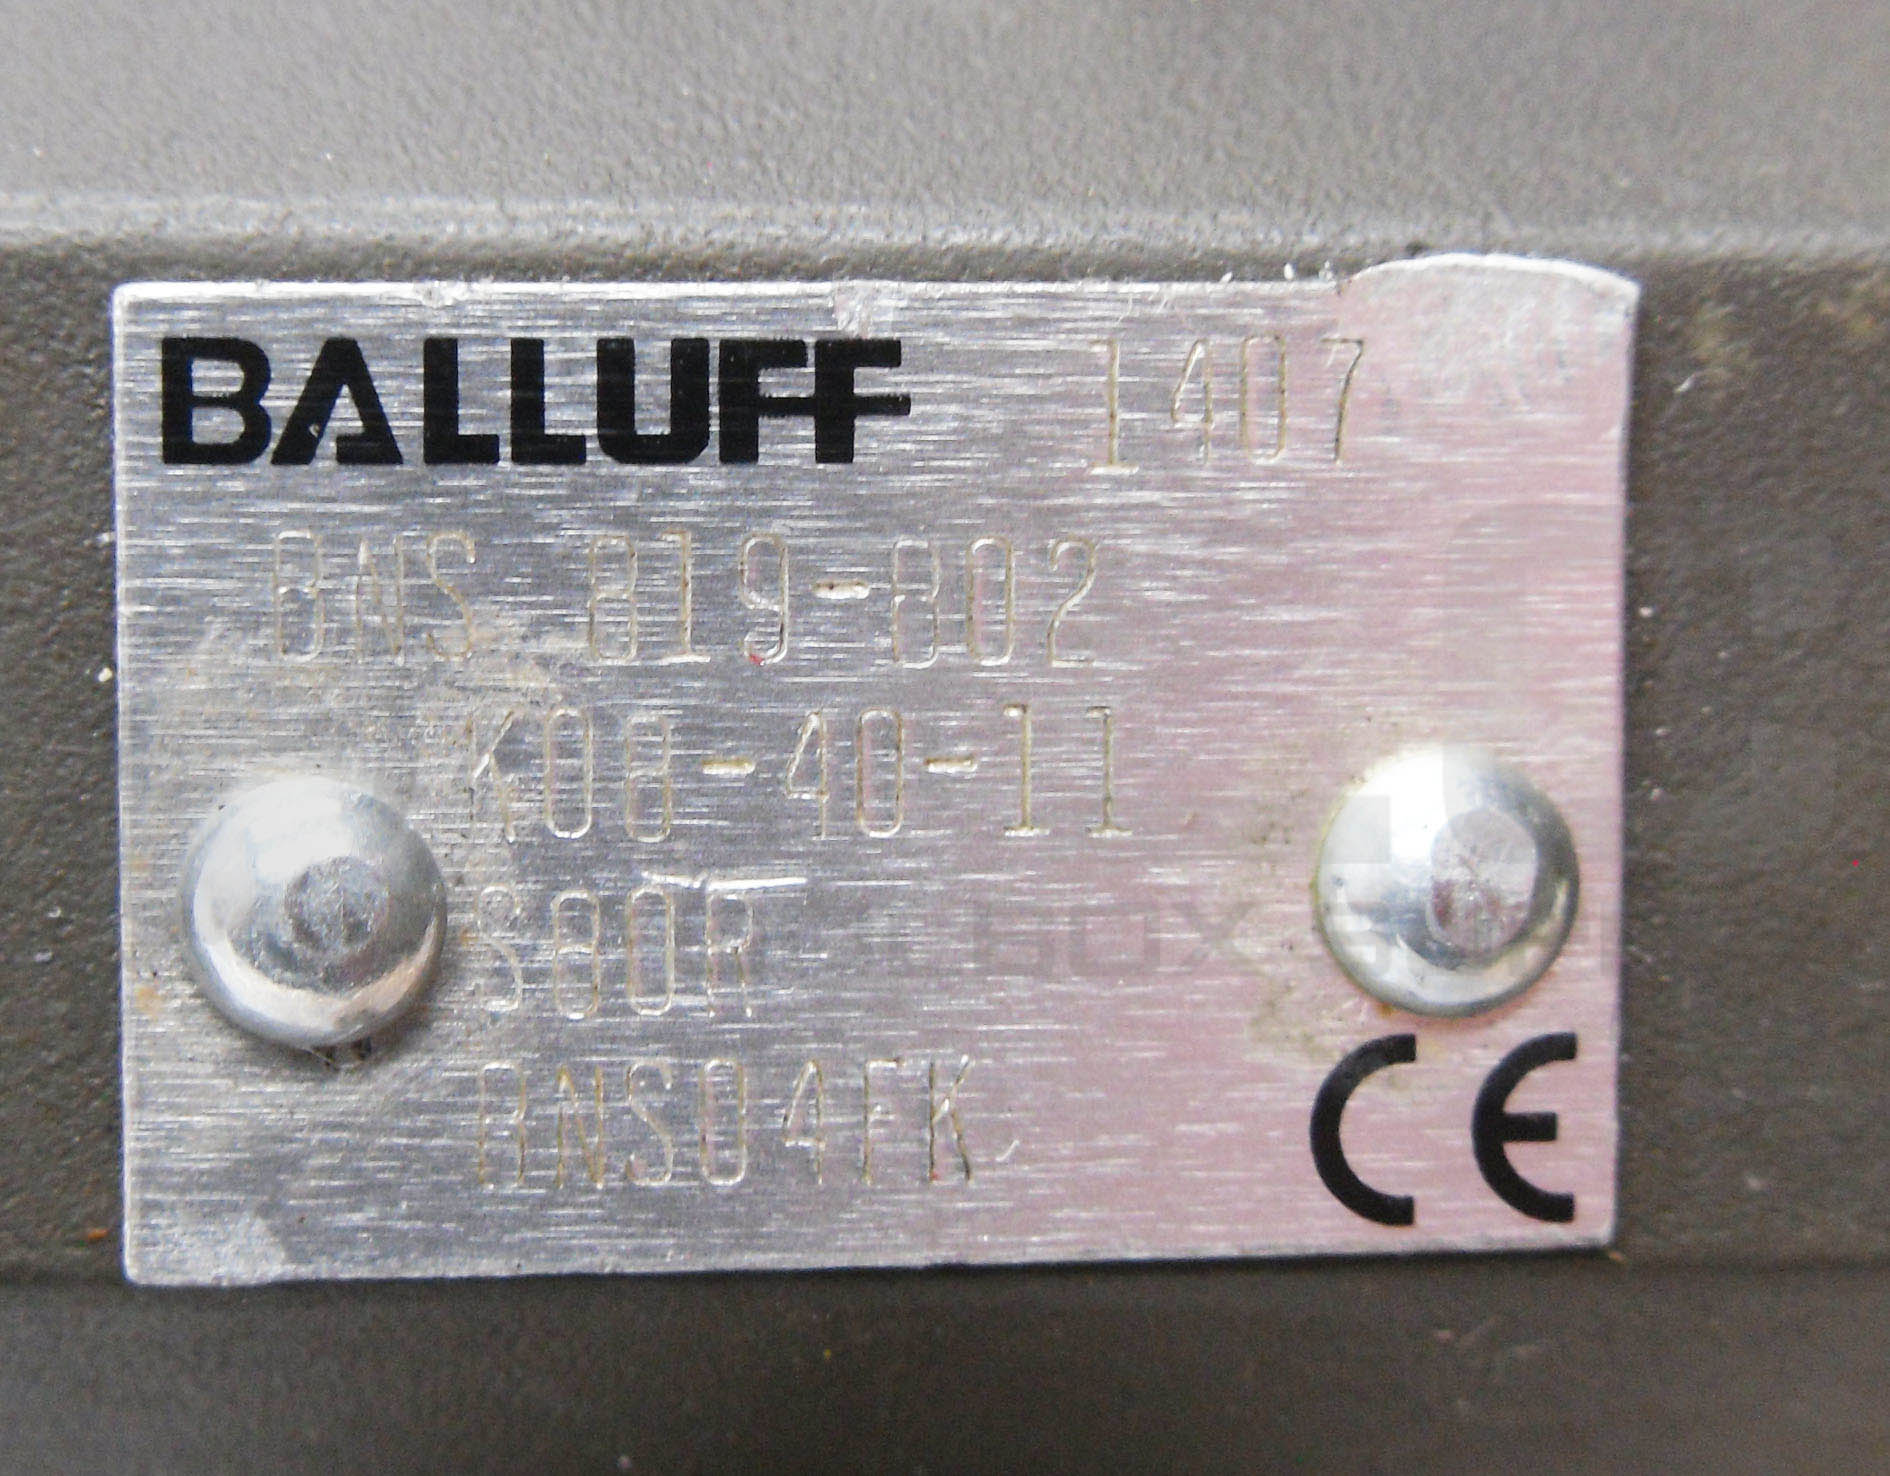 BALLUFF 1407
BNS 819-B02
K08-40-11
S80R
BNS04FK
CE